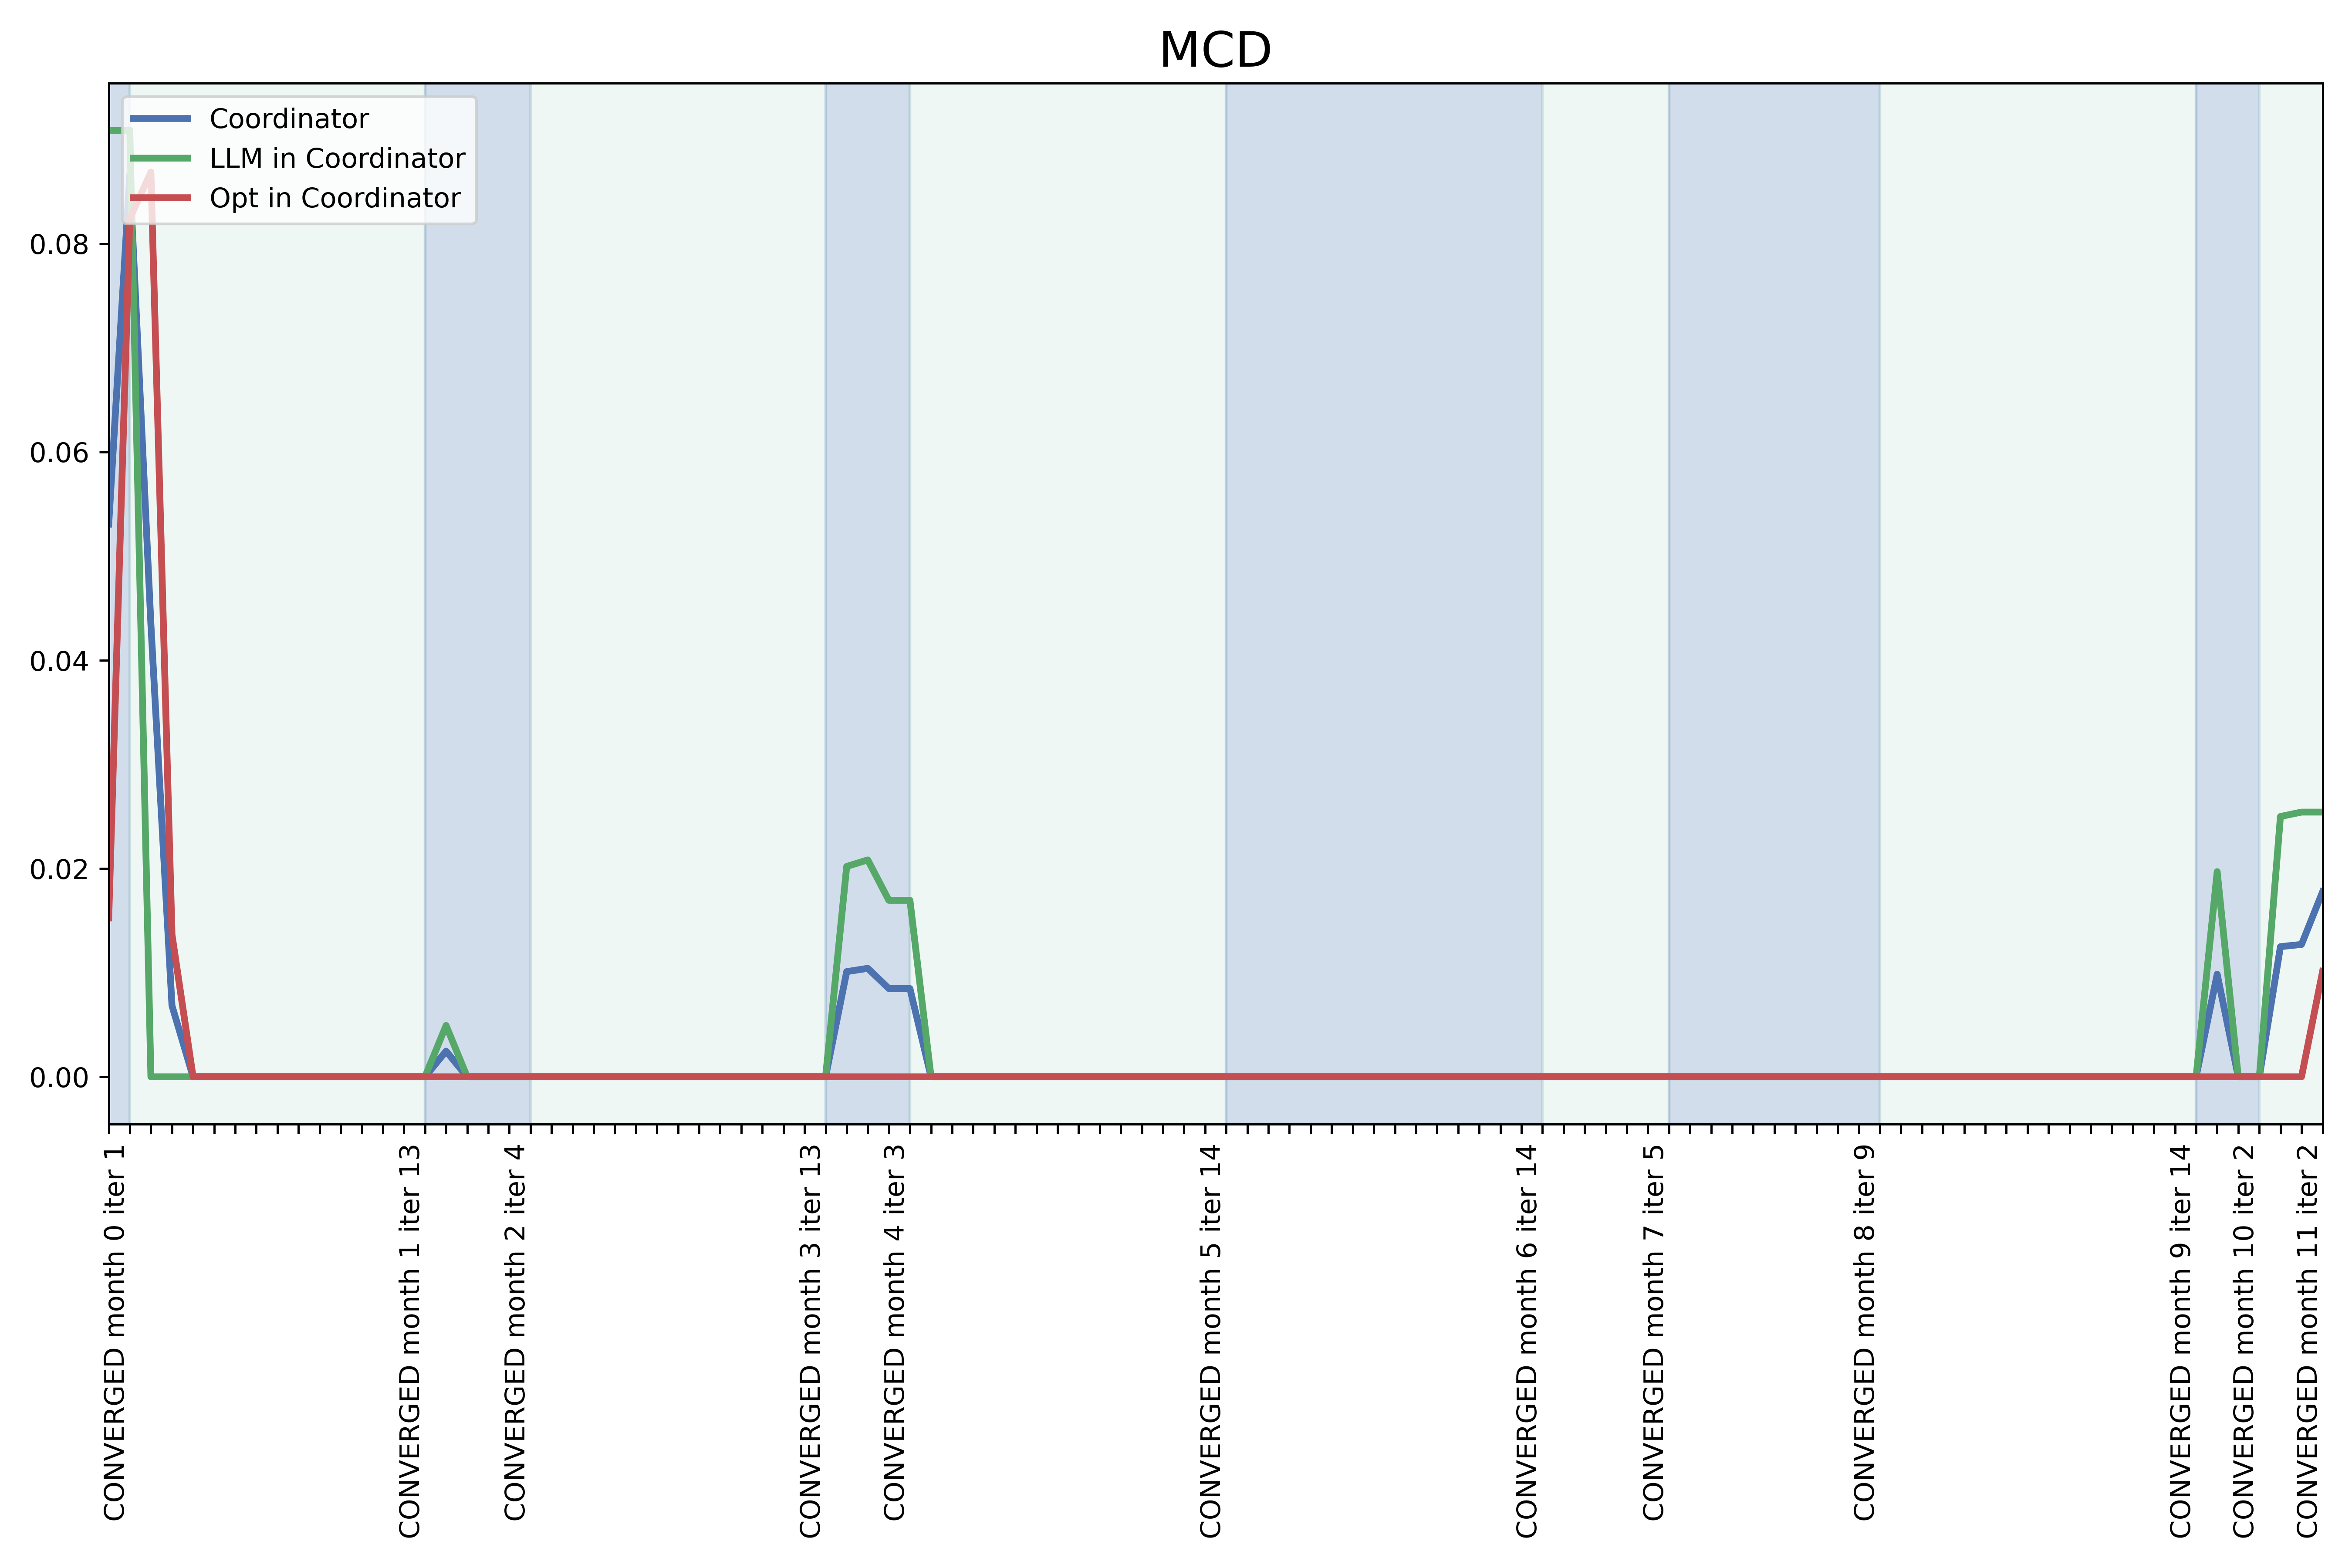 MCD
Coordinator
LLM in Coordinator
Opt in Coordinator
0.08
0.06
0.04
0.02
0.00
CONVERGED month 0 iter 1
CONVERGED month 1 iter 13
CONVERGED month 2 iter 4
CONVERGED month 3 iter 13
CONVERGED month 4 iter 3
CONVERGED month 5 iter 14
CONVERGED month 6 iter 14
CONVERGED month 7 iter 5
CONVERGED month 8 iter 9
CONVERGED month 9 iter 14
CONVERGED month 10 iter 2
CONVERGED month 11 iter 2